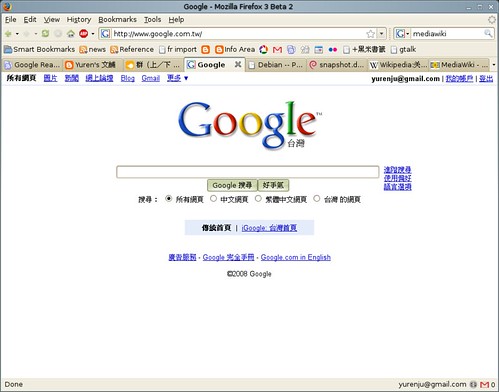 Google - Mozilla Firefox 3 Beta 2
File Edit View History Bookmarks Tools Help
http://www.google.com.tw/ mediawiki
Smart Bookmarks news Reference fr import Info Area 黑米書籤 gtalk
Google Rea... Yuren's 文舖 群 (上／下 Google Debian -- P... snapshot.d... Wikipedia:关 MediaWiki - ...
所有網頁 圖片 新聞 網上論壇 Blog Gmail 更多 ▼ yurenju@gmail.com | 我的帳戶 | 登出
Google™
台灣
進階搜尋
使用偏好
語言選項
Google 搜尋 好手氣
搜尋： 所有網頁 中文網頁 繁體中文網頁 台灣 的網頁
傳統首頁 | iGoogle: 台灣首頁
廣告服務 - Google 完全手冊 - Google.com in English
©2008 Google
Done yurenju@gmail.com M 0